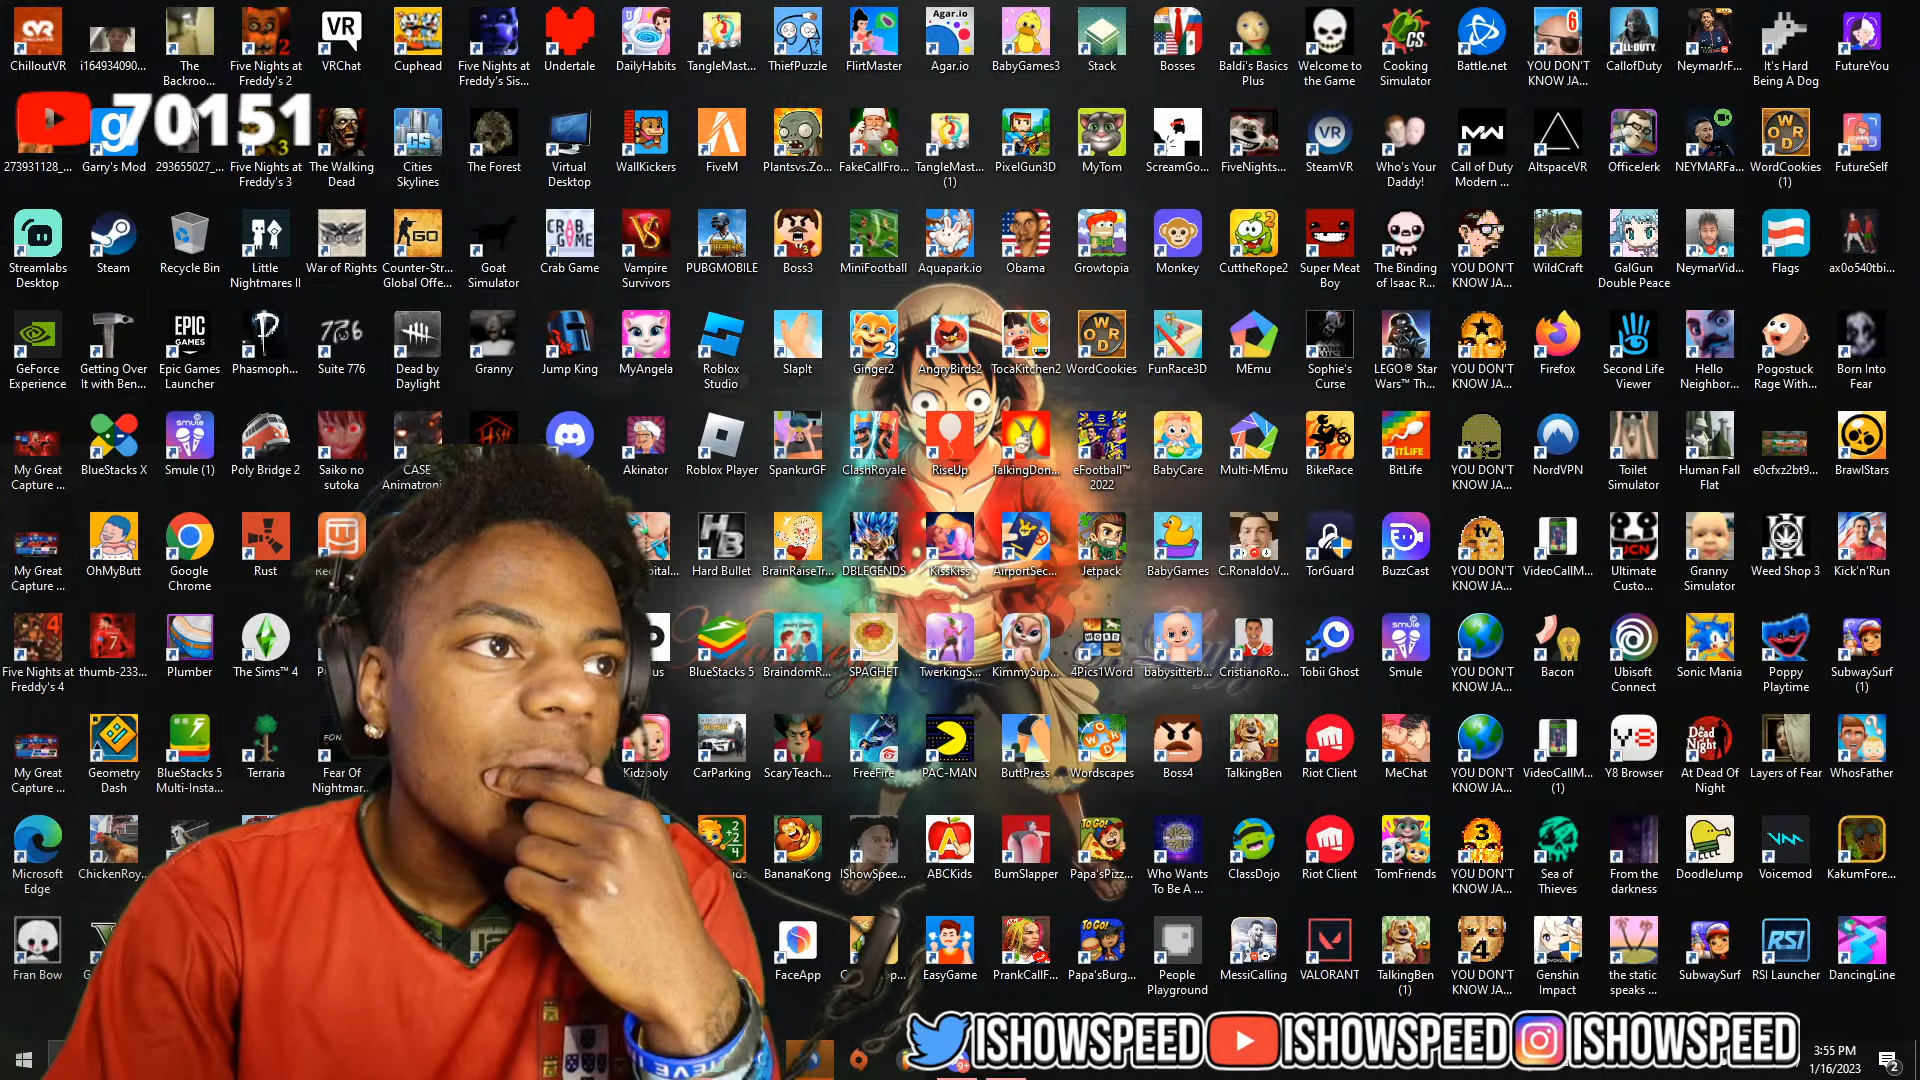 ChilloutVR
i164934090...
The
Backroo...
Five Nights at
Freddy's 2
VRChat
Cuphead
Five Nights at
Freddy's Sis...
Undertale
DailyHabits
TangleMast...
ThiefPuzzle
FlirtMaster
Agar.io
BabyGames3
Stack
Bosses
Baldi's Basics
Plus
Welcome to
the Game
Cooking
Simulator
Battle.net
YOU DON'T
KNOW JA...
CallofDuty
NeymarJrF...
It's Hard
Being A Dog
FutureYou
70151
273931128_...
Garry's Mod
293655027_...
Five Nights at
Freddy's 3
The Walking
Dead
Cities
Skylines
The Forest
Virtual
Desktop
WallKickers
FiveM
Plantsvs.Zo...
FakeCallFro...
TangleMast...
(1)
PixelGun3D
MyTom
ScreamGo...
FiveNights...
SteamVR
Who's Your
Daddy!
Call of Duty
Modern ...
AltspaceVR
OfficeJerk
NEYMARFa...
WordCookies
(1)
FutureSelf
Streamlabs
Desktop
Steam
Recycle Bin
Little
Nightmares II
War of Rights
Counter-Str...
Global Offe...
Goat
Simulator
Crab Game
Vampire
Survivors
PUBGMOBILE
Boss3
MiniFootball
Aquapark.io
Obama
Growtopia
Monkey
CuttheRope2
Super Meat
Boy
The Binding
of Isaac R...
YOU DON'T
KNOW JA...
WildCraft
GalGun
Double Peace
NeymarVid...
Flags
ax0o540tbi...
GeForce
Experience
Getting Over
It with Ben...
Epic Games
Launcher
Phasmoph...
Suite 776
Dead by
Daylight
Granny
Jump King
MyAngela
Roblox
Studio
SlapIt
Ginger2
AngryBirds2
TocaKitchen2
WordCookies
FunRace3D
MEmu
Sophie's
Curse
LEGO® Star
Wars™ Th...
YOU DON'T
KNOW JA...
Firefox
Second Life
Viewer
Hello
Neighbor...
Pogostuck
Rage With...
Born Into
Fear
My Great
Capture ...
BlueStacks X
Smule (1)
Poly Bridge 2
Saiko no
sutoka
CASE
Animatroni
Akinator
Roblox Player
SpankurGF
ClashRoyale
RiseUp
TalkingDon...
eFootball™
2022
BabyCare
Multi-MEmu
BikeRace
BitLife
YOU DON'T
KNOW JA...
NordVPN
Toilet
Simulator
Human Fall
Flat
e0cfxz2bt9...
BrawlStars
My Great
Capture ...
OhMyButt
Google
Chrome
Rust
Hard Bullet
BrainRaiseTr...
DBLEGENDS
KissKiss
AirportSec...
Jetpack
BabyGames
C.RonaldoV...
TorGuard
BuzzCast
YOU DON'T
KNOW JA...
VideoCallM...
Ultimate
Custo...
Granny
Simulator
Weed Shop 3
Kick'n'Run
Five Nights at
Freddy's 4
thumb-233...
Plumber
The Sims™ 4
BlueStacks 5
BraindomR...
SPAGHET
TwerkingS...
KimmySup...
4Pics1Word
babysitterb...
CristianoRo...
Tobii Ghost
Smule
YOU DON'T
KNOW JA...
Bacon
Ubisoft
Connect
Sonic Mania
Poppy
Playtime
SubwaySurf
(1)
My Great
Capture ...
Geometry
Dash
BlueStacks 5
Multi-Insta...
Terraria
Fear Of
Nightmar...
Kidzooly
CarParking
ScaryTeach...
FreeFire
PAC-MAN
ButtPress
Wordscapes
Boss4
TalkingBen
Riot Client
MeChat
YOU DON'T
KNOW JA...
VideoCallM...
(1)
Y8 Browser
At Dead Of
Night
Layers of Fear
WhosFather
Microsoft
Edge
ChickenRoy...
BananaKong
IShowSpee...
ABCKids
BumSlapper
Papa'sPizz...
Who Wants
To Be A ...
ClassDojo
Riot Client
TomFriends
YOU DON'T
KNOW JA...
Sea of
Thieves
From the
darkness
DoodleJump
Voicemod
KakumFore...
Fran Bow
FaceApp
EasyGame
PrankCallF...
Papa'sBurg...
People
Playground
MessiCalling
VALORANT
TalkingBen
(1)
YOU DON'T
KNOW JA...
Genshin
Impact
the static
speaks ...
SubwaySurf
RSI Launcher
DancingLine
ISHOWSPEED
ISHOWSPEED
ISHOWSPEED
3:55 PM
1/16/2023